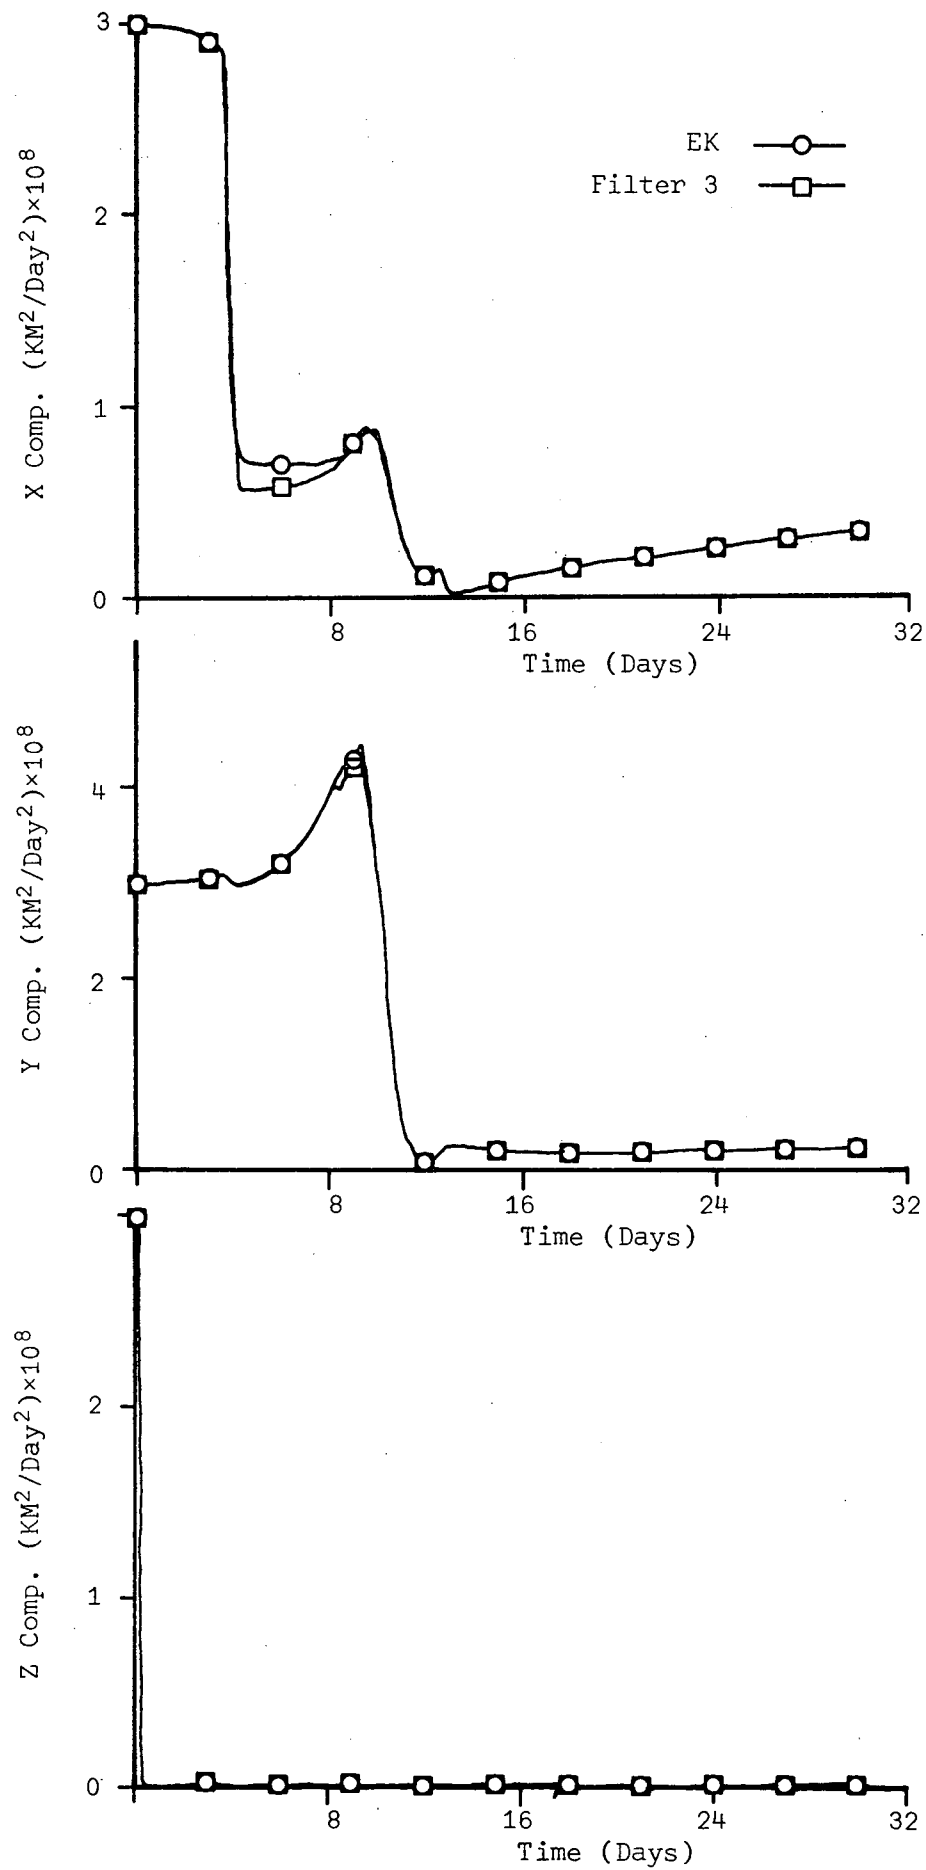 3
2
1
0
X Comp. (KM²/Day²)×10⁸
EK
Filter 3
8 16 24 32
Time (Days)
4
2
0
Y Comp. (KM²/Day²)×10⁸
8 16 24 32
Time (Days)
2
1
0
Z Comp. (KM²/Day²)×10⁸
8 16 24 32
Time (Days)